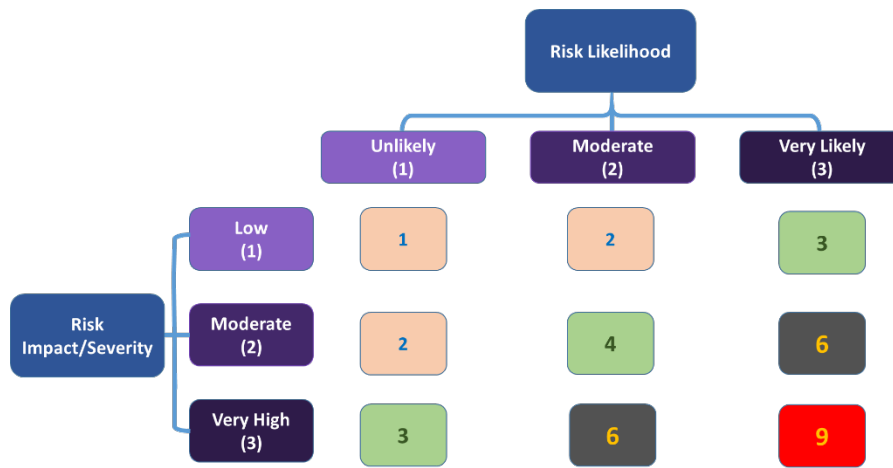 Risk Likelihood
Unlikely
(1)
Moderate
(2)
Very Likely
(3)
Low
(1)
1
2
3
Risk
Impact/Severity
Moderate
(2)
2
4
6
Very High
(3)
3
6
9